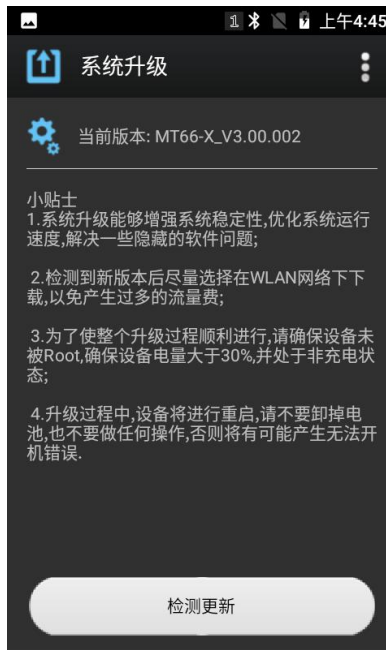 1 上午4:45
系统升级
当前版本: MT66-X_V3.00.002
小贴士
1.系统升级能够增强系统稳定性,优化系统运行
速度,解决一些隐藏的软件问题;
2.检测到新版本后尽量选择在WLAN网络下下
载,以免产生过多的流量费;
3.为了使整个升级过程顺利进行,请确保设备未
被Root,确保设备电量大于30%,并处于非充电状
态;
4.升级过程中,设备将进行重启,请不要卸掉电
池,也不要做任何操作,否则将有可能产生无法开
机错误.
检测更新